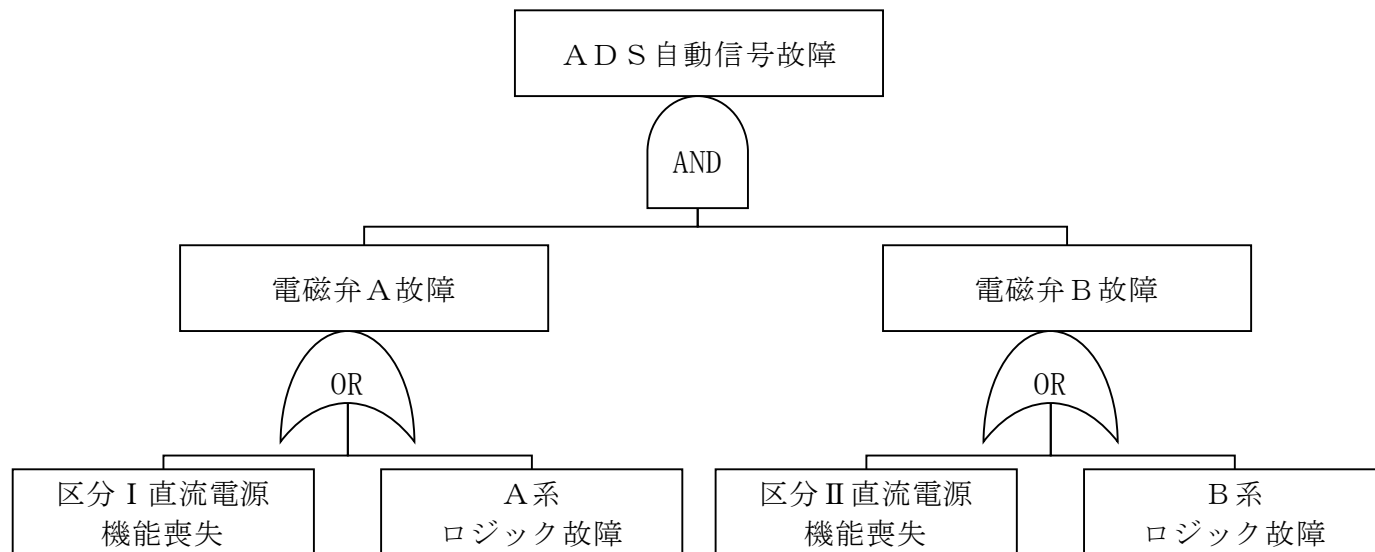 ＡＤＳ自動信号故障
AND
電磁弁Ａ故障
電磁弁Ｂ故障
OR
OR
区分Ⅰ直流電源
機能喪失
Ａ系
ロジック故障
区分Ⅱ直流電源
機能喪失
Ｂ系
ロジック故障